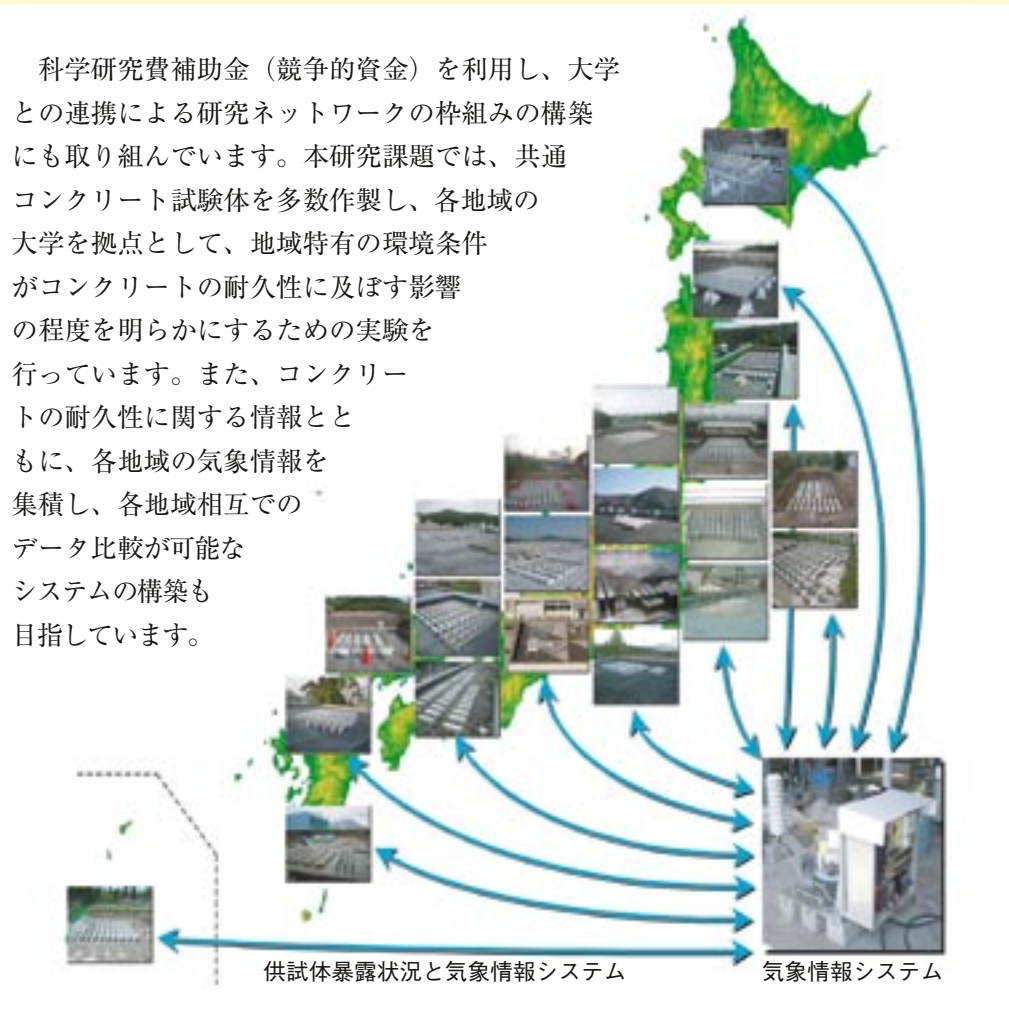 科学研究費補助金（競争的資金）を利用し、大学
との連携による研究ネットワークの枠組みの構築
にも取り組んでいます。本研究課題では、共通
コンクリート試験体を多数作製し、各地域の
大学を拠点として、地域特有の環境条件
がコンクリートの耐久性に及ぼす影響
の程度を明らかにするための実験を
行っています。また、コンクリー
トの耐久性に関する情報とと
もに、各地域の気象情報を
集積し、各地域相互での
データ比較が可能な
システムの構築も
目指しています。
供試体暴露状況と気象情報システム
気象情報システム